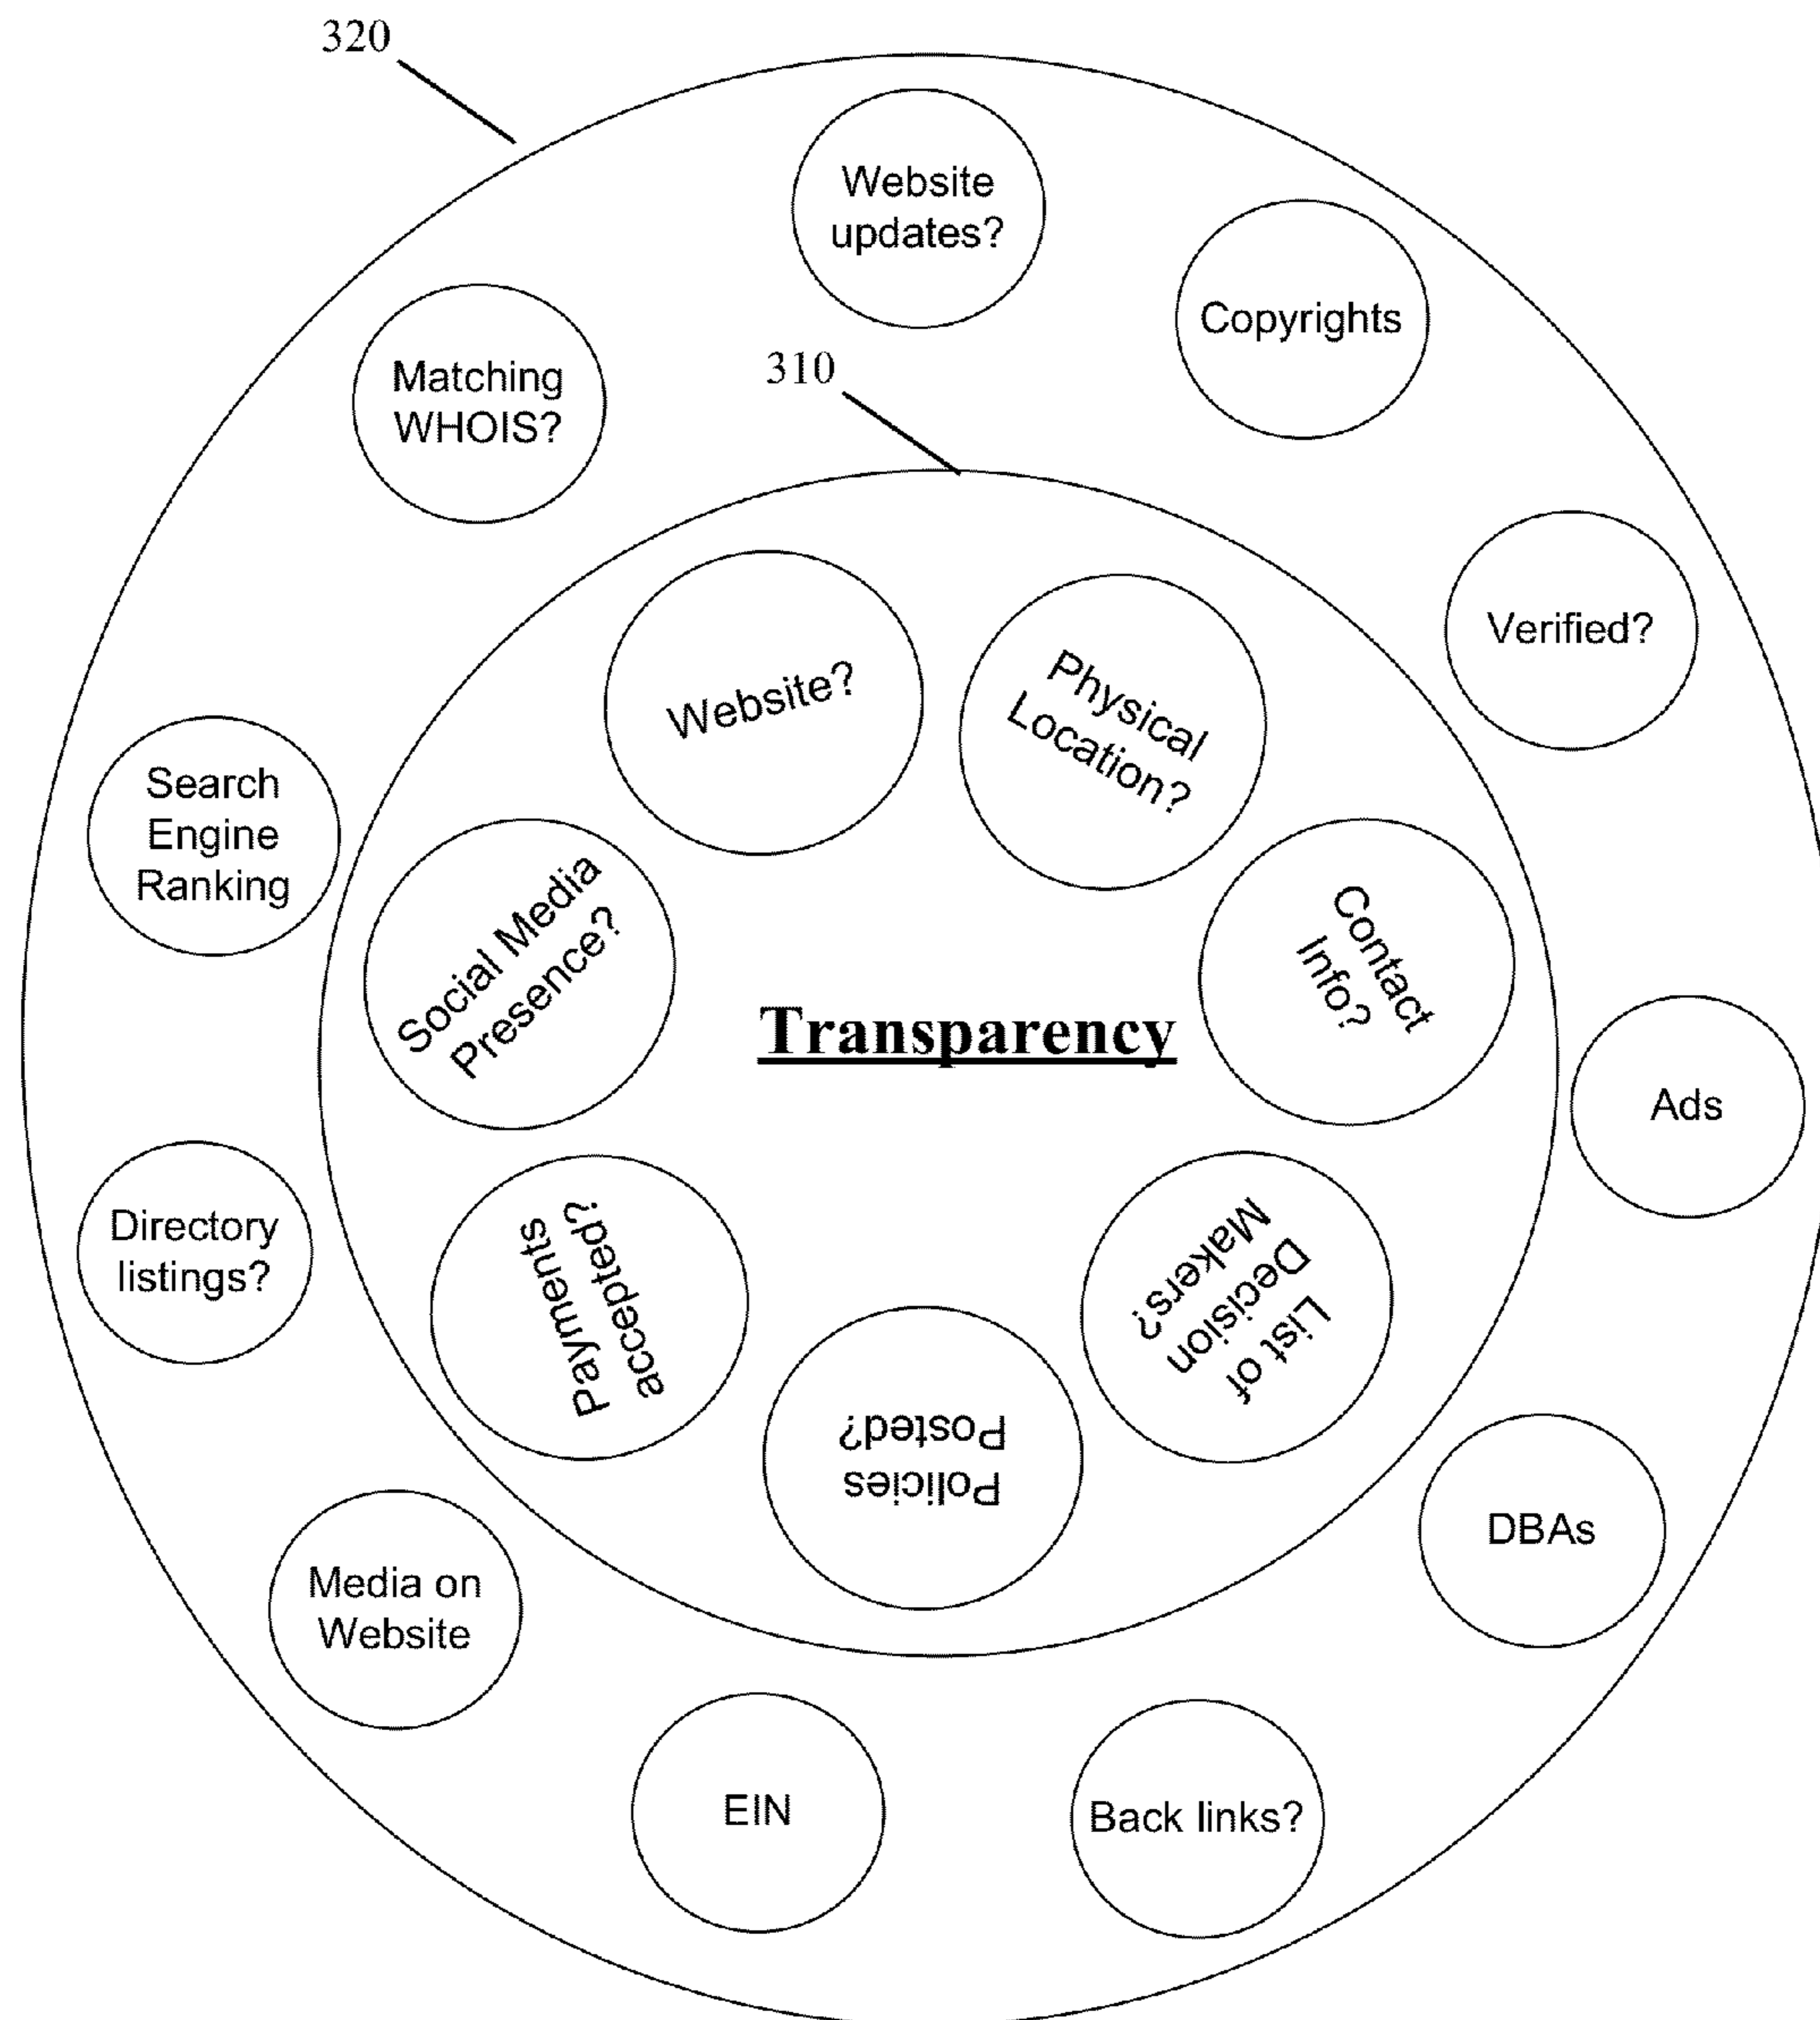 320
Website
updates?
Copyrights
Matching
WHOIS?
310
Verified?
Website?
Physical
Location?
Search
Engine
Ranking
Social Media
Presence?
Contact
Info?
Transparency
Ads
Directory
listings?
Payments
accepted?
List of
Decision
Makers?
Policies
Posted?
DBAs
Media on
Website
EIN
Back links?